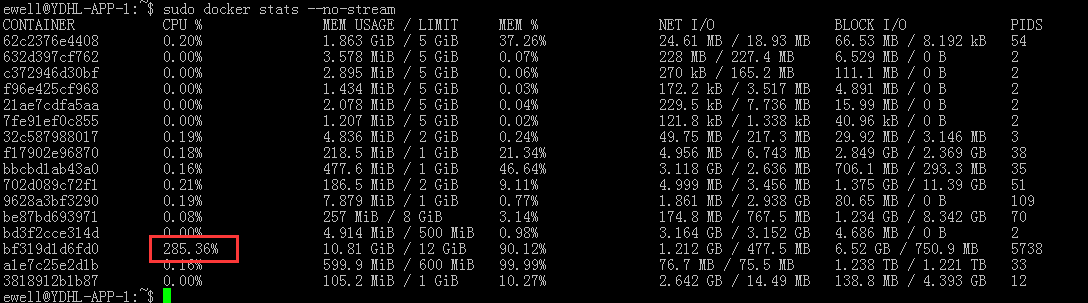 ewell@YDHL-APP-1:~$ sudo docker stats --no-stream
CONTAINER CPU % MEM USAGE / LIMIT MEM % NET I/O BLOCK I/O PIDS
62c2376e4408 0.20% 1.863 GiB / 5 GiB 37.26% 24.61 MB / 18.93 MB 66.53 MB / 8.192 kB 54
632d397cf762 0.00% 3.578 MiB / 5 GiB 0.07% 228 MB / 227.4 MB 6.529 MB / 0 B 2
c372946d30bf 0.00% 2.895 MiB / 5 GiB 0.06% 270 kB / 165.2 MB 111.1 MB / 0 B 2
f96e425cf968 0.00% 1.434 MiB / 5 GiB 0.03% 172.2 kB / 3.517 MB 4.891 MB / 0 B 2
21ae7cdfa5aa 0.00% 2.078 MiB / 5 GiB 0.04% 229.5 kB / 7.736 MB 15.99 MB / 0 B 2
7fe91ef0c855 0.00% 1.207 MiB / 5 GiB 0.02% 121.8 kB / 1.338 kB 40.96 kB / 0 B 2
32c587988017 0.19% 4.836 MiB / 2 GiB 0.24% 49.75 MB / 217.3 MB 29.92 MB / 3.146 MB 3
f17902e96870 0.18% 218.5 MiB / 1 GiB 21.34% 4.956 MB / 6.743 MB 2.849 GB / 2.369 GB 38
bbcbd1ab43a0 0.16% 477.6 MiB / 1 GiB 46.64% 3.118 MB / 2.636 MB 706.1 MB / 293.3 MB 35
702d089c72f1 0.21% 186.5 MiB / 2 GiB 9.11% 4.999 MB / 3.456 MB 1.375 GB / 11.39 GB 51
9628a3bf3290 0.19% 7.879 MiB / 1 GiB 0.77% 1.861 MB / 2.938 GB 80.65 MB / 0 B 109
be87bd693971 0.08% 257 MiB / 8 GiB 3.14% 174.8 MB / 767.5 MB 1.234 GB / 8.342 GB 70
bd3f2cce314d 0.00% 4.914 MiB / 500 MiB 0.98% 3.164 GB / 3.152 GB 4.686 MB / 0 B 2
bf319d1d6fd0 285.36% 10.81 GiB / 12 GiB 90.12% 1.212 GB / 477.5 MB 6.52 GB / 750.9 MB 5738
a1e7c25e2d1b 0.16% 599.9 MiB / 600 MiB 99.99% 76.7 MB / 75.5 MB 1.238 TB / 1.221 TB 33
3818912b1b87 0.00% 105.2 MiB / 1 GiB 10.27% 2.642 GB / 14.49 MB 138.8 MB / 4.393 GB 12
ewell@YDHL-APP-1:~$